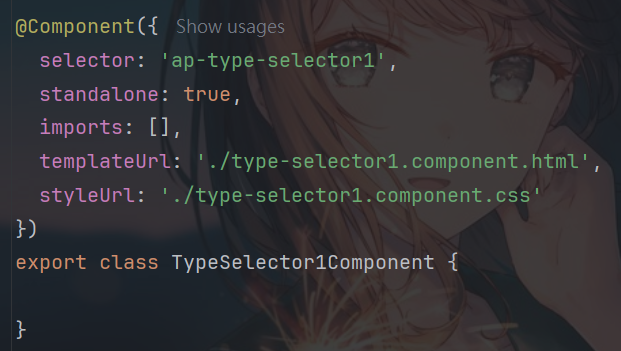 @Component({ Show usages
  selector: 'ap-type-selector1',
  standalone: true,
  imports: [],
  templateUrl: './type-selector1.component.html',
  styleUrl: './type-selector1.component.css'
})
export class TypeSelector1Component {
}